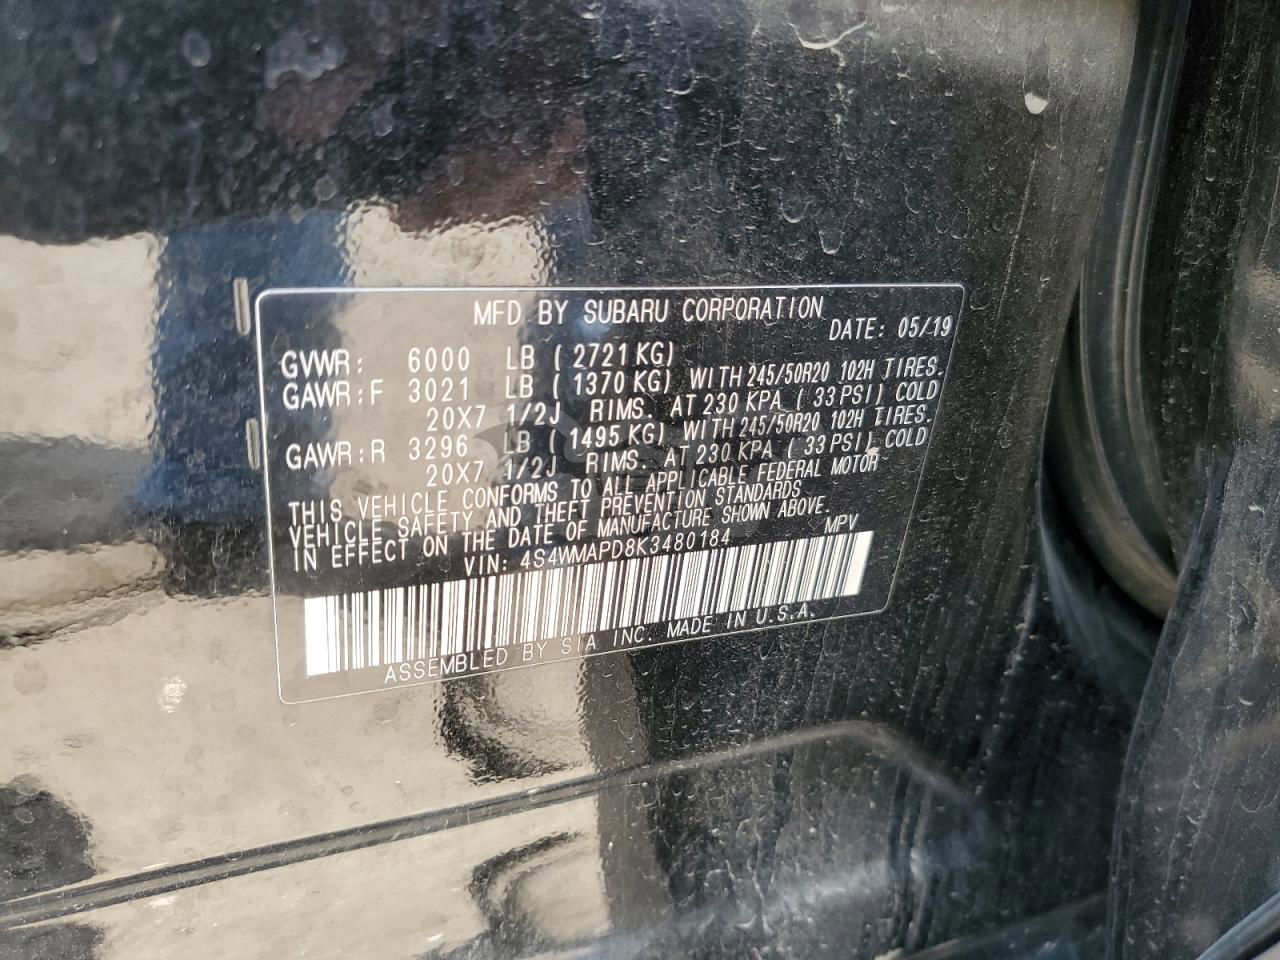 MFD BY SUBARU CORPORATION
DATE: 05/19
GVWR: 6000 LB ( 2721 KG)
GAWR:F 3021 LB ( 1370 KG) WITH 245/50R20 102H TIRES.
20X7 1/2J RIMS. AT 230 KPA ( 33 PSI) COLD
GAWR:R 3296 LB ( 1495 KG) WITH 245/50R20 102H TIRES.
20X7 1/2J RIMS. AT 230 KPA ( 33 PSI) COLD
THIS VEHICLE CONFORMS TO ALL APPLICABLE FEDERAL MOTOR
VEHICLE SAFETY AND THEFT PREVENTION STANDARDS
IN EFFECT ON THE DATE OF MANUFACTURE SHOWN ABOVE.
VIN: 4S4WMAPD8K3480184 MPV
ASSEMBLED BY SIA INC. MADE IN U.S.A.